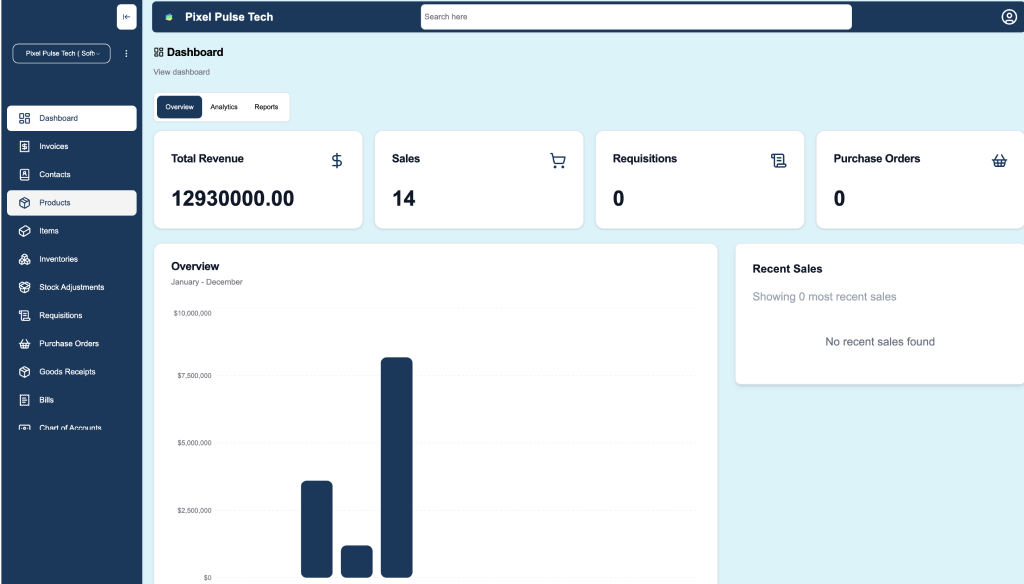 Pixel Pulse Tech
Search here
Pixel Pulse Tech ( Soft
Dashboard
Invoices
Contacts
Products
Items
Inventories
Stock Adjustments
Requisitions
Purchase Orders
Goods Receipts
Bills
Chart of Accounts
Dashboard
View dashboard
Overview Analytics Reports
Total Revenue
12930000.00
Sales
14
Requisitions
0
Purchase Orders
0
Overview
January - December
$10,000,000
$7,500,000
$5,000,000
$2,500,000
$0
Recent Sales
Showing 0 most recent sales
No recent sales found